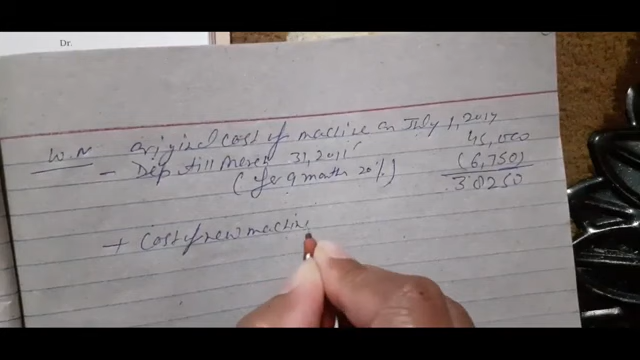 Dr.
W.N original cost of machine on July 1, 2017 45,000
- Dep till March 31, 2018 (6,750)
(for 9 month 20%) 38250
+ Cost of new machine